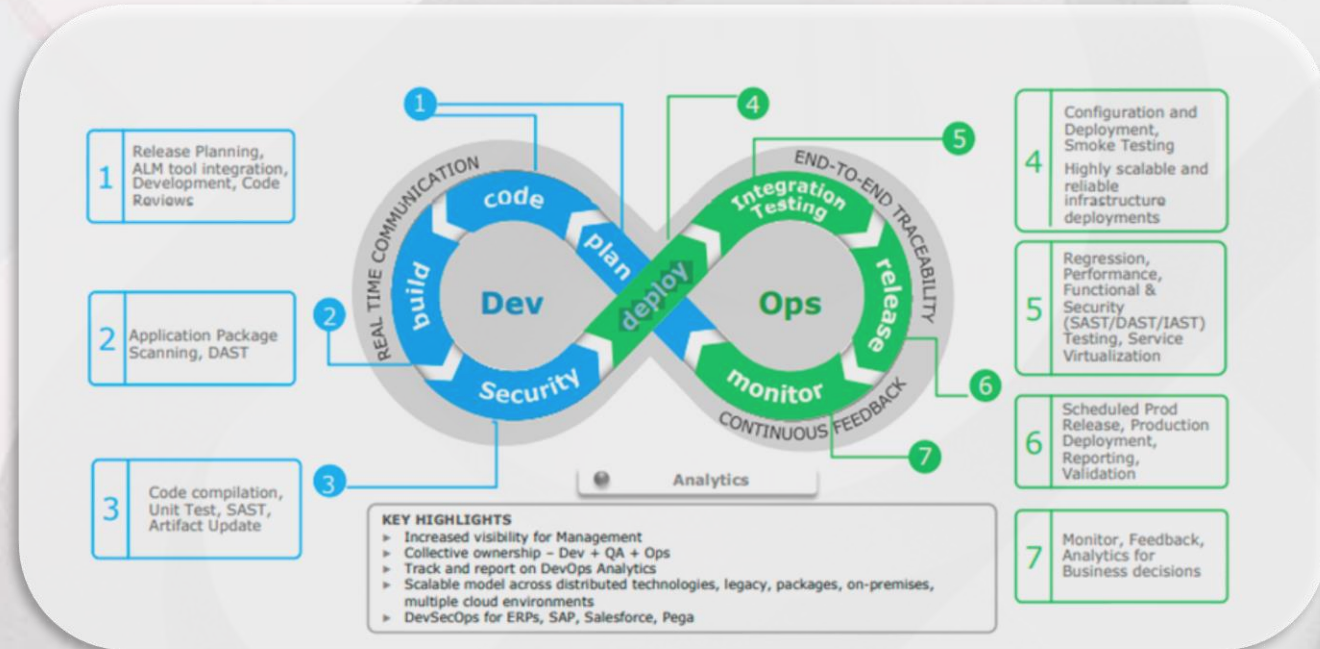 1
Release Planning,
ALM tool integration,
Development, Code
Reviews
2
Application Package
Scanning, DAST
3
Code compilation,
Unit Test, SAST,
Artifact Update
1
2
3
4
5
6
7
REAL TIME COMMUNICATION
END-TO-END TRACEABILITY
CONTINUOUS FEEDBACK
code
plan
build
Security
Dev
deploy
Integration
Testing
release
monitor
Ops
Analytics
KEY HIGHLIGHTS
Increased visibility for Management
Collective ownership – Dev + QA + Ops
Track and report on DevOps Analytics
Scalable model across distributed technologies, legacy, packages, on-premises,
multiple cloud environments
DevSecOps for ERPs, SAP, Salesforce, Pega
4
Configuration and
Deployment,
Smoke Testing
Highly scalable and
reliable
infrastructure
deployments
5
Regression,
Performance,
Functional &
Security
(SAST/DAST/IAST)
Testing, Service
Virtualization
6
Scheduled Prod
Release, Production
Deployment,
Reporting,
Validation
7
Monitor, Feedback,
Analytics for
Business decisions